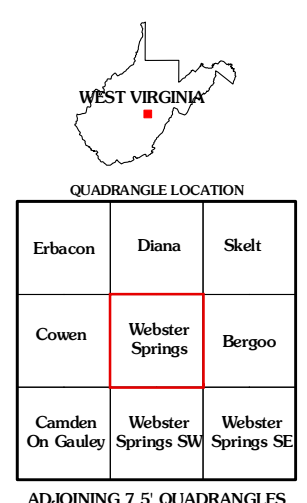 WEST VIRGINIA
QUADRANGLE LOCATION
Erbacon Diana Skelt
Cowen Webster Springs Bergoo
Camden On Gauley Webster Springs SW Webster Springs SE
ADJOINING 7.5' QUADRANGLES